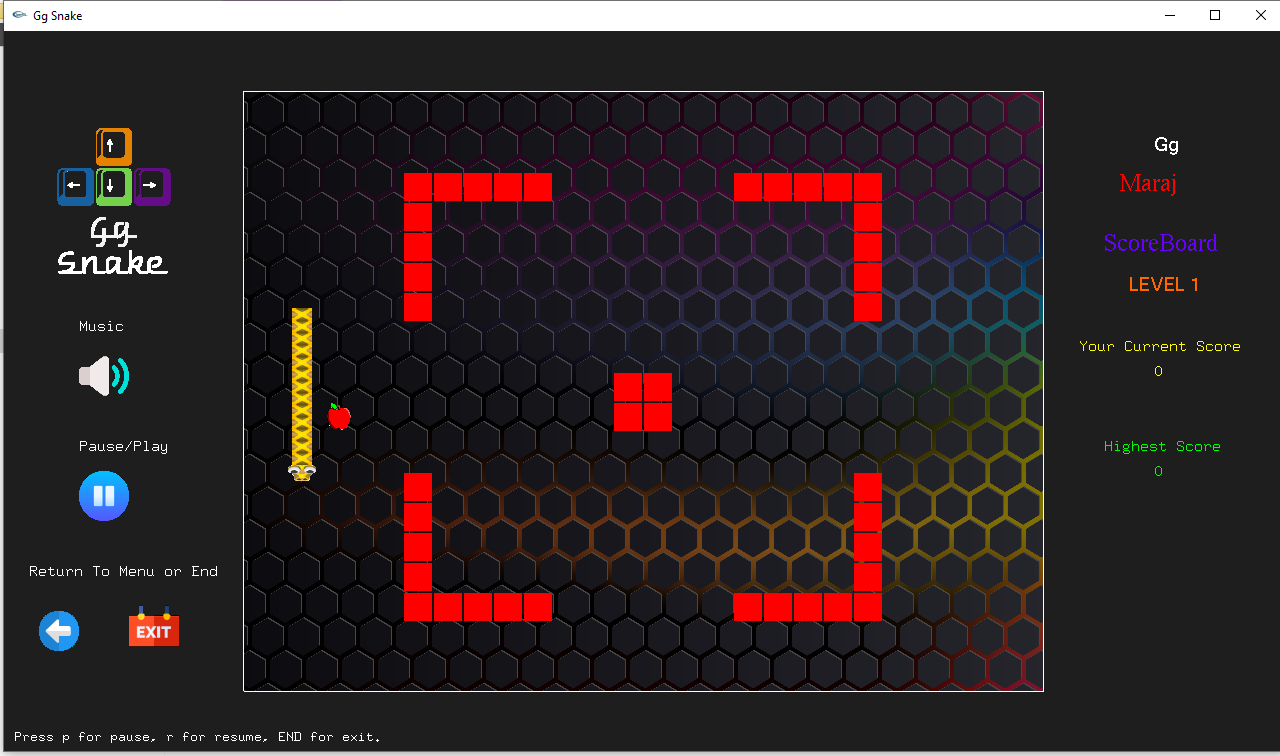 Gg Snake
Gg
Snake
Music
Pause/Play
Return To Menu or End
EXIT
Press p for pause, r for resume, END for exit.
Gg
Maraj
ScoreBoard
LEVEL 1
Your Current Score
0
Highest Score
0